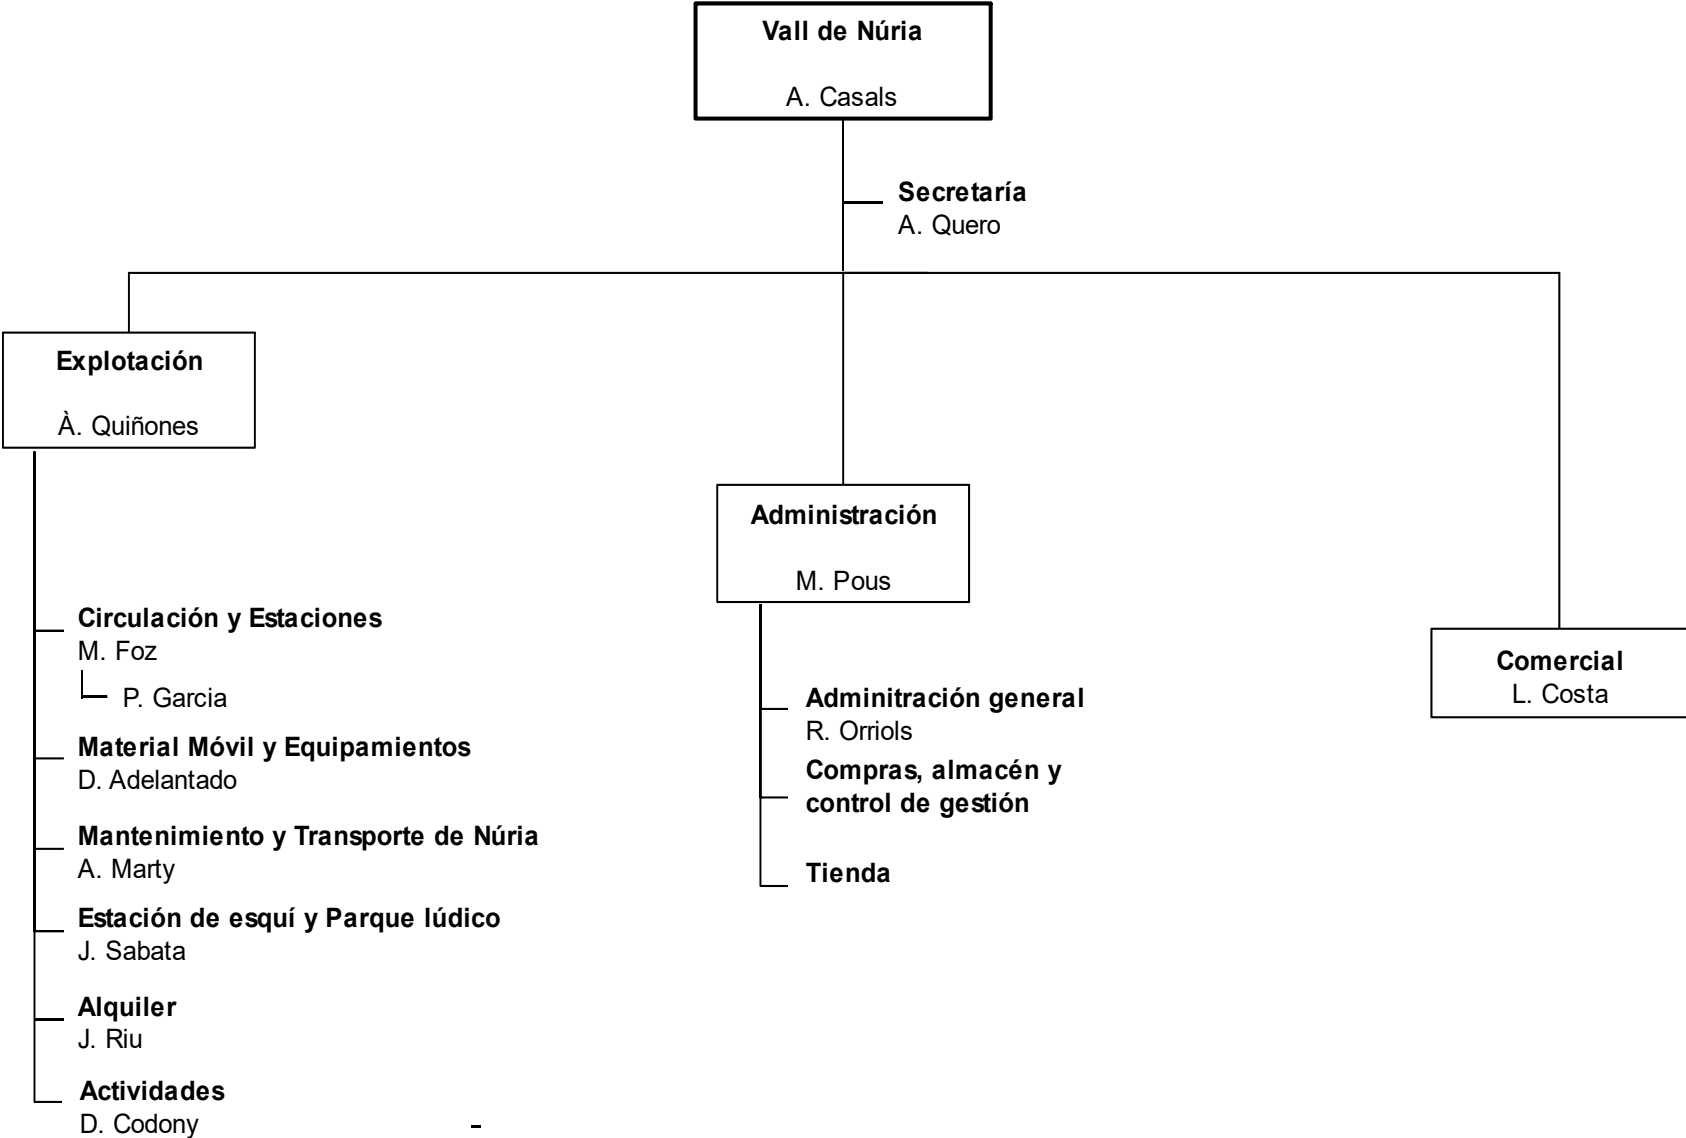 Vall de Núria
A. Casals
Secretaría
A. Quero
Explotación
À. Quiñones
Circulación y Estaciones
M. Foz
P. Garcia
Material Móvil y Equipamientos
D. Adelantado
Mantenimiento y Transporte de Núria
A. Marty
Estación de esquí y Parque lúdico
J. Sabata
Alquiler
J. Riu
Actividades
D. Codony
-
Administración
M. Pous
Adminitración general
R. Orriols
Compras, almacén y
control de gestión
Tienda
Comercial
L. Costa